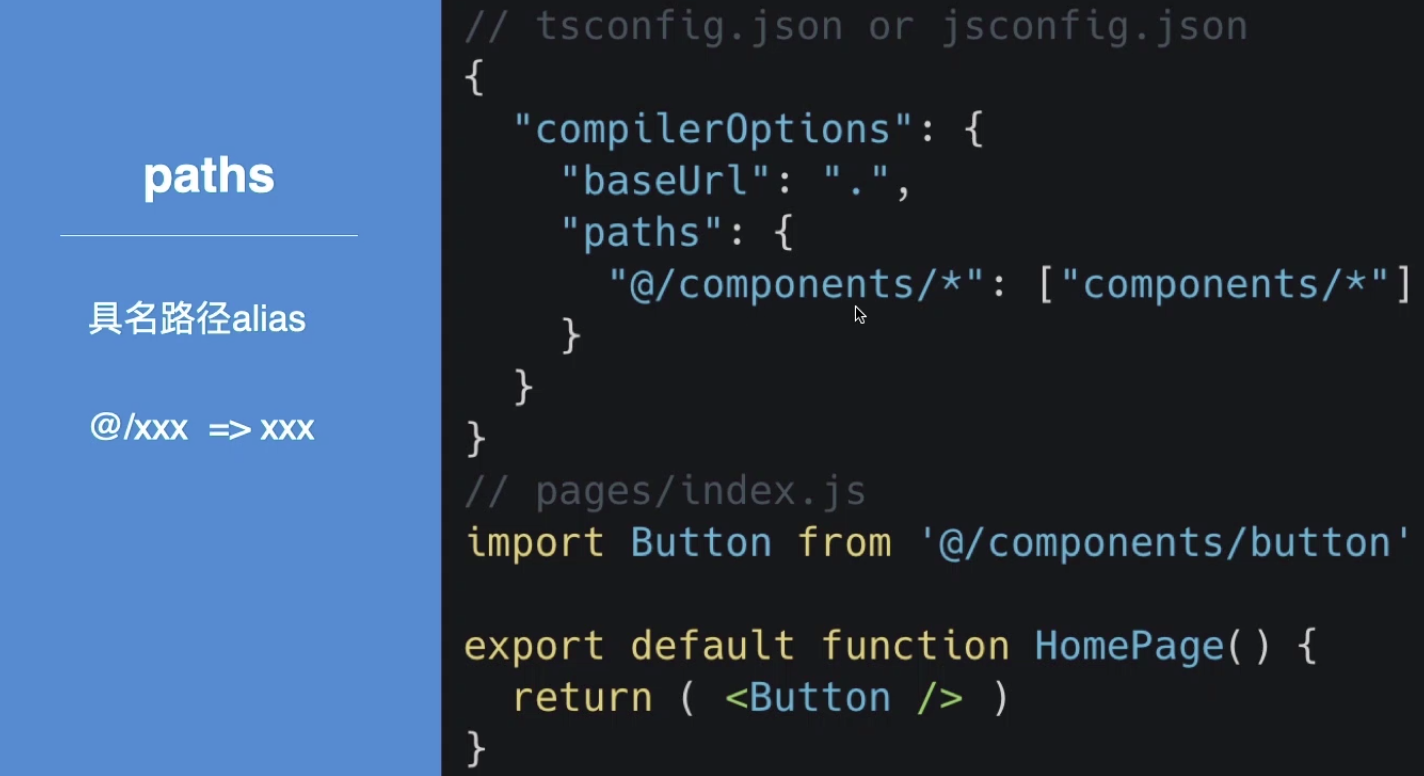 paths
具名路径alias
@/xxx => xxx
// tsconfig.json or jsconfig.json
{
  "compilerOptions": {
    "baseUrl": ".",
    "paths": {
      "@/components/*": ["components/*"]
    }
  }
}
// pages/index.js
import Button from '@/components/button'

export default function HomePage() {
  return ( <Button /> )
}